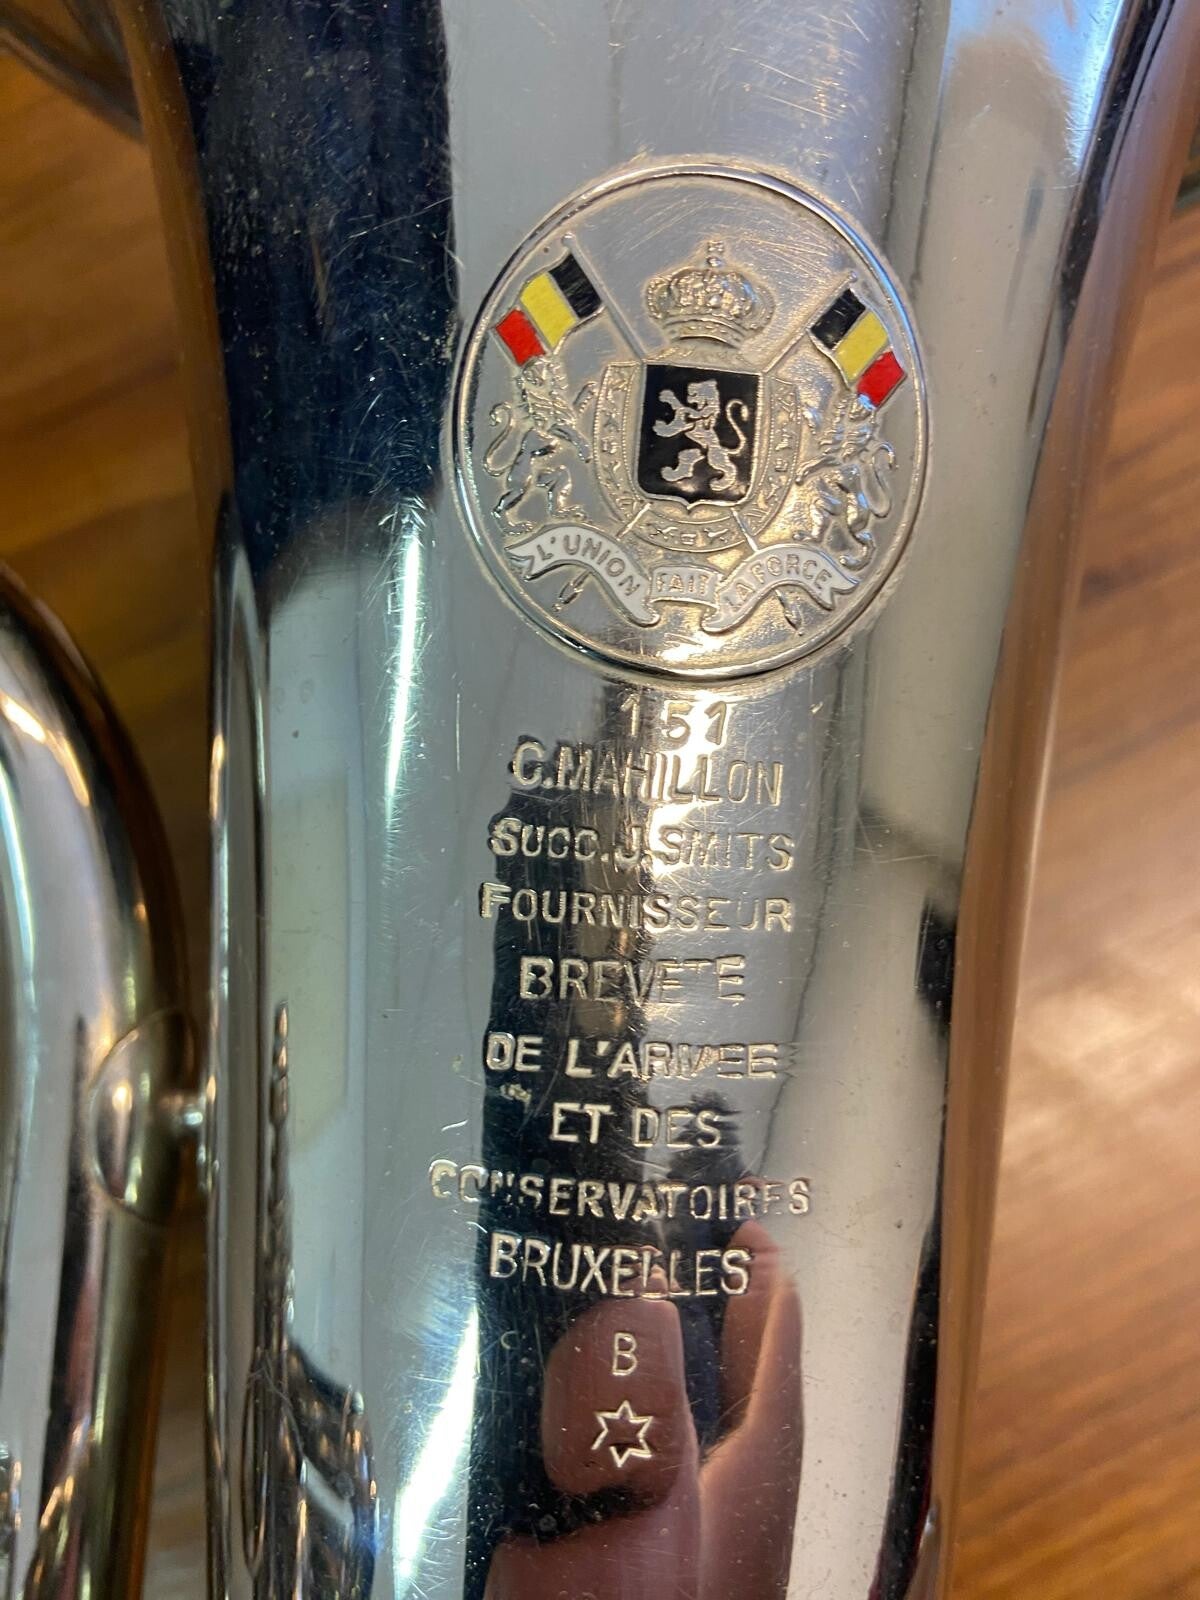 L'UNION FAIT LA FORCE
151
C.MAHILLON
SUCC.J.SMITS
FOURNISSEUR
BREVETE
DE L'ARMEE
ET DES
CONSERVATOIRES
BRUXELLES
B